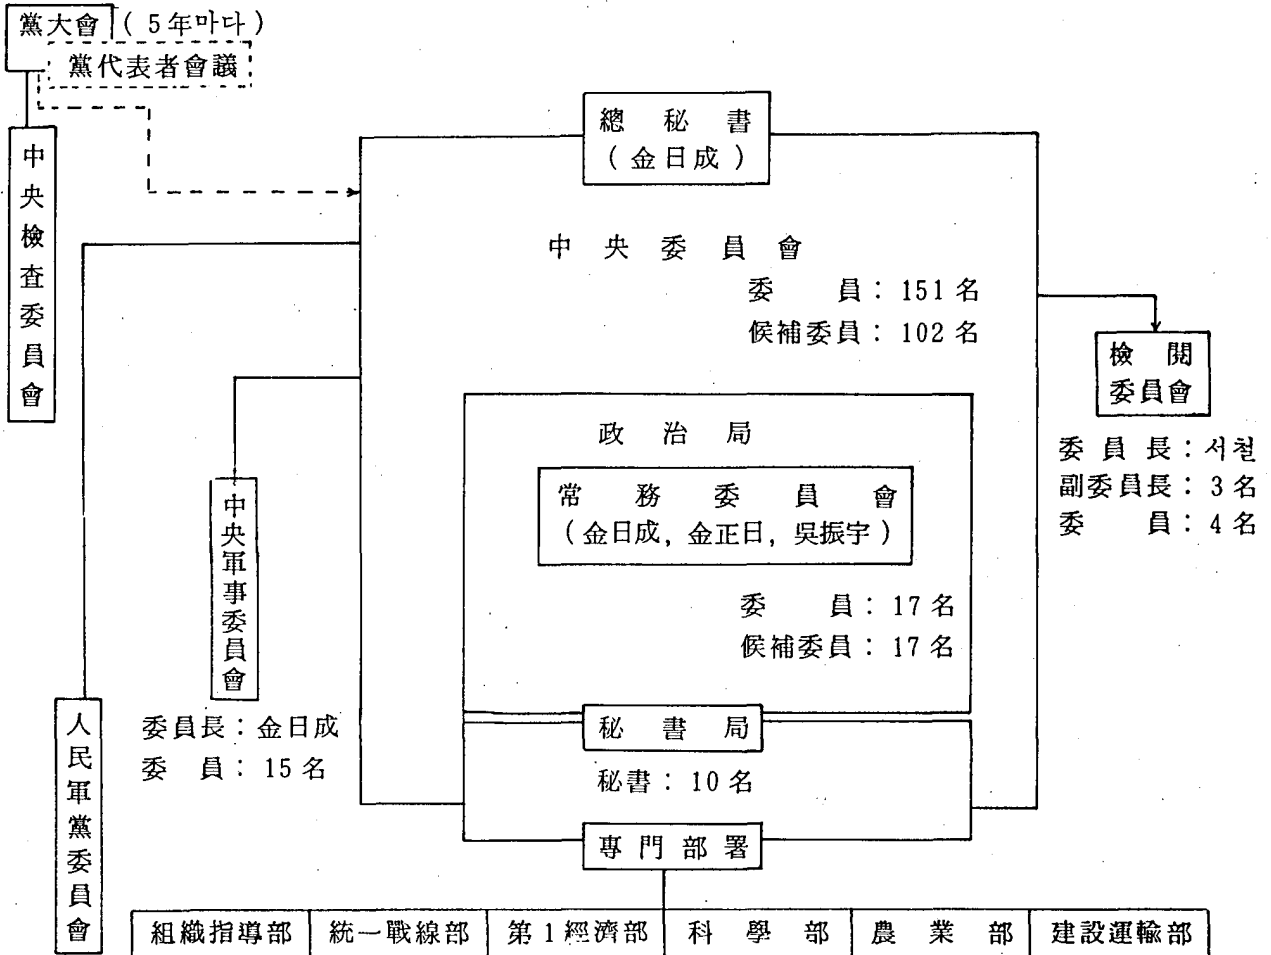 黨大會 ( 5年마다 )
黨代表者會議
中央檢査委員會
總秘書
( 金日成 )
中央委員會
委員 : 151 名
候補委員 : 102 名
檢閱
委員會
委員長 : 서철
副委員長 : 3 名
委員 : 4 名
政治局
常務委員會
( 金日成, 金正日, 吳振宇 )
委員 : 17 名
候補委員 : 17 名
中央軍事委員會
委員長 : 金日成
委員 : 15 名
人民軍黨委員會
秘書局
秘書 : 10 名
專門部署
組織指導部
統一戰線部
第1經濟部
科學部
農業部
建設運輸部